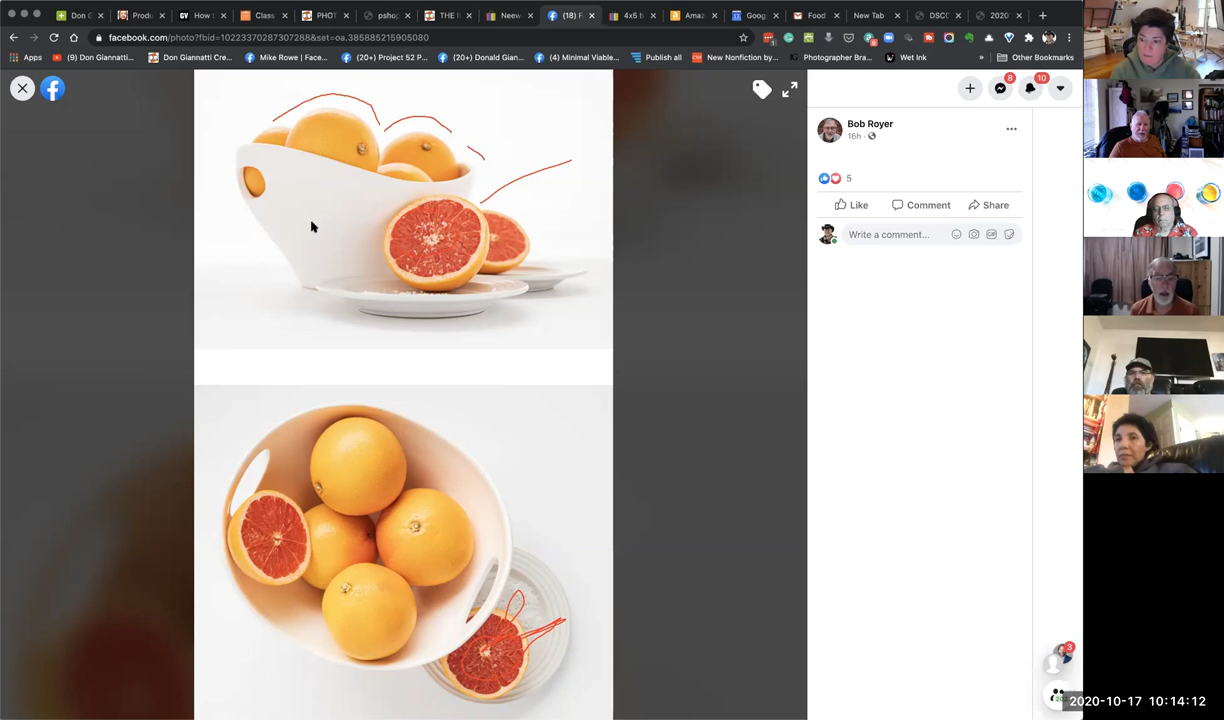 Don G
Produ
GV How t
Class
PHOT
pshop
THE II
Neew
(18) F
4x5 b
Amaz
Goog
Food
New Tab
DSC0
2020
facebook.com/photo?fbid=10223370287307288&set=oa.385885215905080
Apps
(9) Don Giannatti...
Don Giannatti Cre...
Mike Rowe | Face...
(20+) Project 52 P...
(20+) Donald Gian...
(4) Minimal Viable...
Publish all
New Nonfiction by...
Photographer Bra...
Wet Ink
»
Other Bookmarks
8
10
Bob Royer
16h ·
5
Like
Comment
Share
Write a comment...
3
2020-10-17 10:14:12